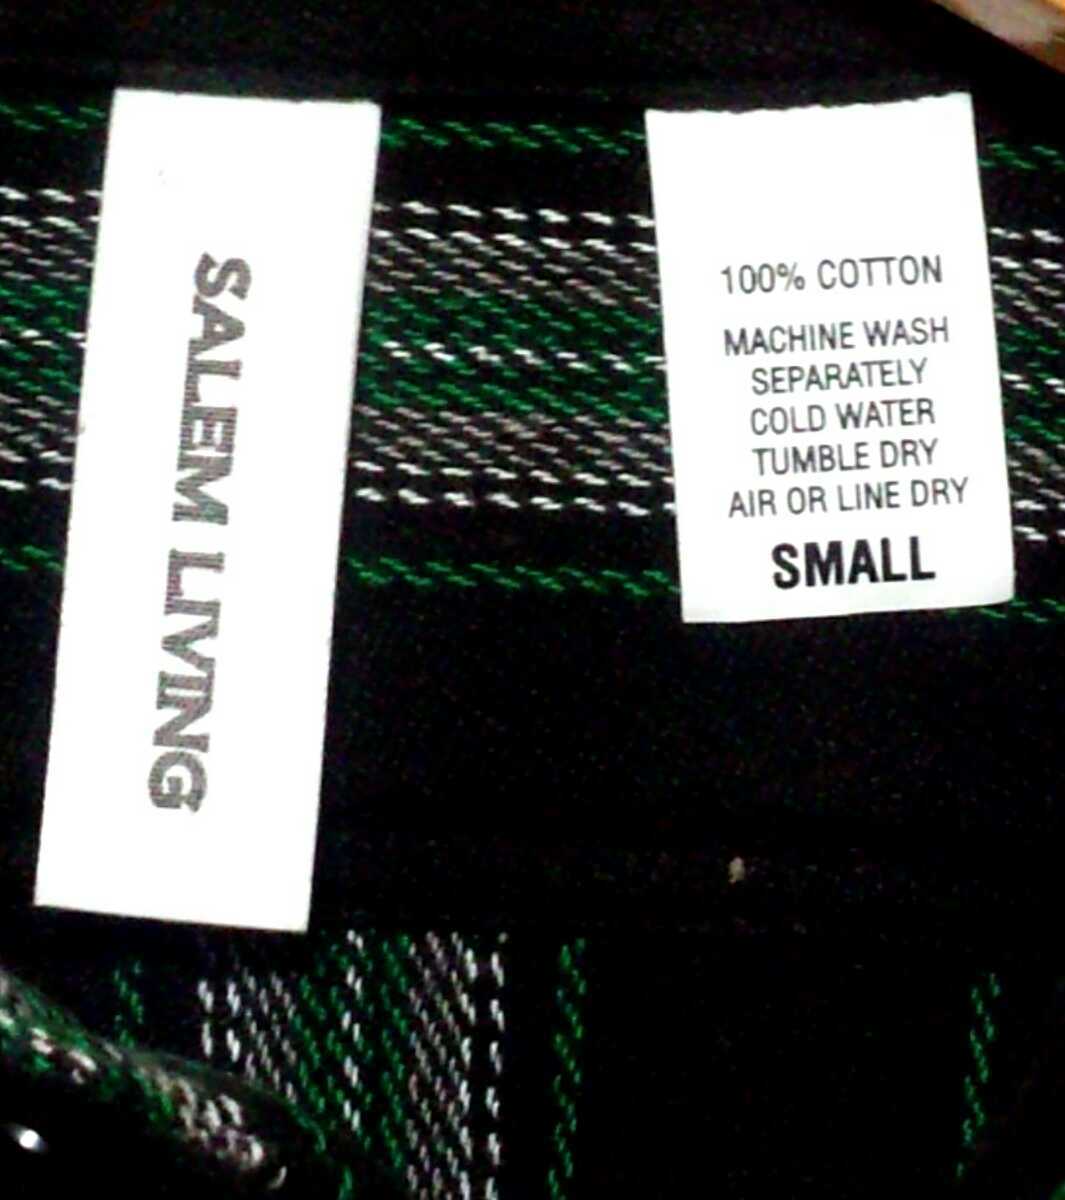 SALEM LIVING
100% COTTON
MACHINE WASH
SEPARATELY
COLD WATER
TUMBLE DRY
AIR OR LINE DRY
SMALL